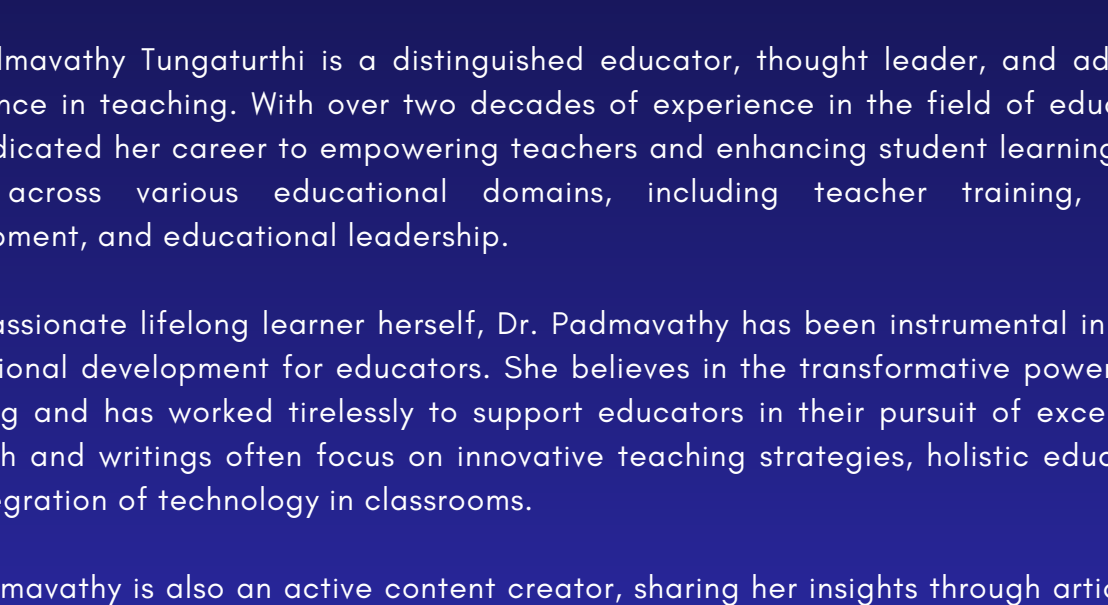 dmavathy Tungaturthi is a distinguished educator, thought leader, and ad
nce in teaching. With over two decades of experience in the field of educ
dicated her career to empowering teachers and enhancing student learning
across various educational domains, including teacher training,
pment, and educational leadership.
assionate lifelong learner herself, Dr. Padmavathy has been instrumental in
ional development for educators. She believes in the transformative power
g and has worked tirelessly to support educators in their pursuit of exce
h and writings often focus on innovative teaching strategies, holistic educ
egration of technology in classrooms.
mavathy is also an active content creator, sharing her insights through artic